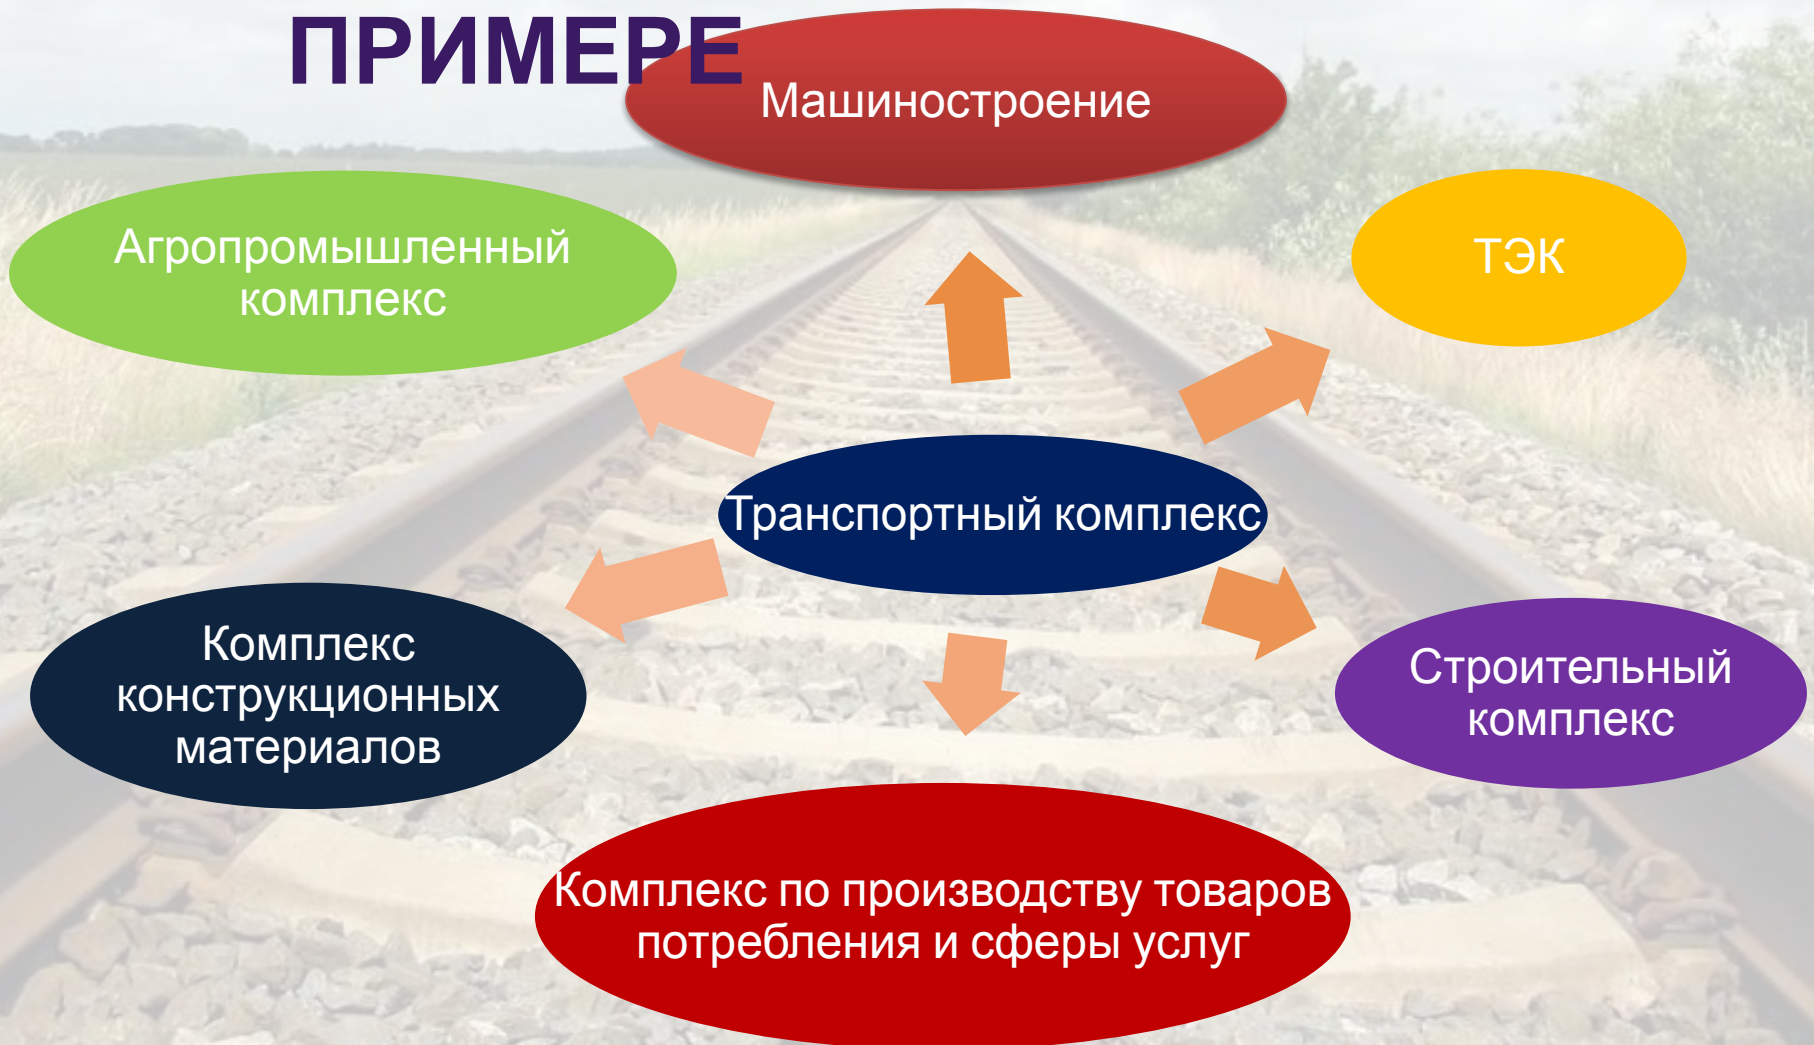 ПРИМЕРЕ
Машиностроение
Агропромышленный
комплекс
ТЭК
Транспортный комплекс
Комплекс
конструкционных
материалов
Строительный
комплекс
Комплекс по производству товаров
потребления и сферы услуг